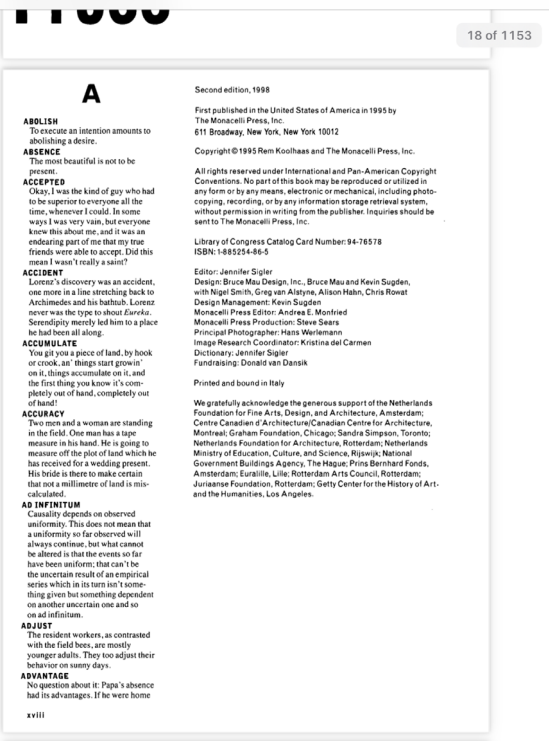 18 of 1153
A
ABOLISH
To execute an intention amounts to
abolishing a desire.
ABSENCE
The most beautiful is not to be
present.
ACCEPTED
Okay, I was the kind of guy who had
to be superior to everyone all the
time, whenever I could. In some
ways I was very vain, but everyone
knew this about me, and it was an
endearing part of me that my true
friends were able to accept. Did this
mean I wasn't really a saint?
ACCIDENT
Lorenz's discovery was an accident,
one more in a line stretching back to
Archimedes and his bathtub. Lorenz
never was the type to shout Eureka.
Serendipity merely led him to a place
he had been all along.
ACCUMULATE
You git you a piece of land, by hook
or crook, an' things start growin'
on it, things accumulate on it, and
the first thing you know it's com-
pletely out of hand, completely out
of hand!
ACCURACY
Two men and a woman are standing
in the field. One man has a tape
measure in his hand. He is going to
measure off the plot of land which he
has received for a wedding present.
His bride is there to make certain
that not a millimetre of land is mis-
calculated.
AD INFINITUM
Causality depends on observed
uniformity. This does not mean that
a uniformity so far observed will
always continue, but what cannot
be altered is that the events so far
have been uniform; that can't be
the uncertain result of an empirical
series which in its turn isn't some-
thing given but something dependent
on another uncertain one and so
on ad infinitum.
ADJUST
The resident workers, as contrasted
with the field bees, are mostly
younger adults. They too adjust their
behavior on sunny days.
ADVANTAGE
No question about it: Papa's absence
had its advantages. If he were home
xviii
Second edition, 1998
First published in the United States of America in 1995 by
The Monacelli Press, Inc.
611 Broadway, New York, New York 10012
Copyright © 1995 Rem Koolhaas and The Monacelli Press, Inc.
All rights reserved under International and Pan-American Copyright
Conventions. No part of this book may be reproduced or utilized in
any form or by any means, electronic or mechanical, including photo-
copying, recording, or by any information storage retrieval system,
without permission in writing from the publisher. Inquiries should be
sent to The Monacelli Press, Inc.
Library of Congress Catalog Card Number: 94-76578
ISBN: 1-885254-86-5
Editor: Jennifer Sigler
Design: Bruce Mau Design, Inc., Bruce Mau and Kevin Sugden,
with Nigel Smith, Greg van Alstyne, Alison Hahn, Chris Rowat
Design Management: Kevin Sugden
Monacelli Press Editor: Andrea E. Monfried
Monacelli Press Production: Steve Sears
Principal Photographer: Hans Werlemann
Image Research Coordinator: Kristina del Carmen
Dictionary: Jennifer Sigler
Fundraising: Donald van Dansik
Printed and bound in Italy
We gratefully acknowledge the generous support of the Netherlands
Foundation for Fine Arts, Design, and Architecture, Amsterdam;
Centre Canadien d'Architecture/Canadian Centre for Architecture,
Montreal; Graham Foundation, Chicago; Sandra Simpson, Toronto;
Netherlands Foundation for Architecture, Rotterdam; Netherlands
Ministry of Education, Culture, and Science, Rijswijk; National
Government Buildings Agency, The Hague; Prins Bernhard Fonds,
Amsterdam; Euralille, Lille; Rotterdam Arts Council, Rotterdam;
Juriaanse Foundation, Rotterdam; Getty Center for the History of Art
and the Humanities, Los Angeles.